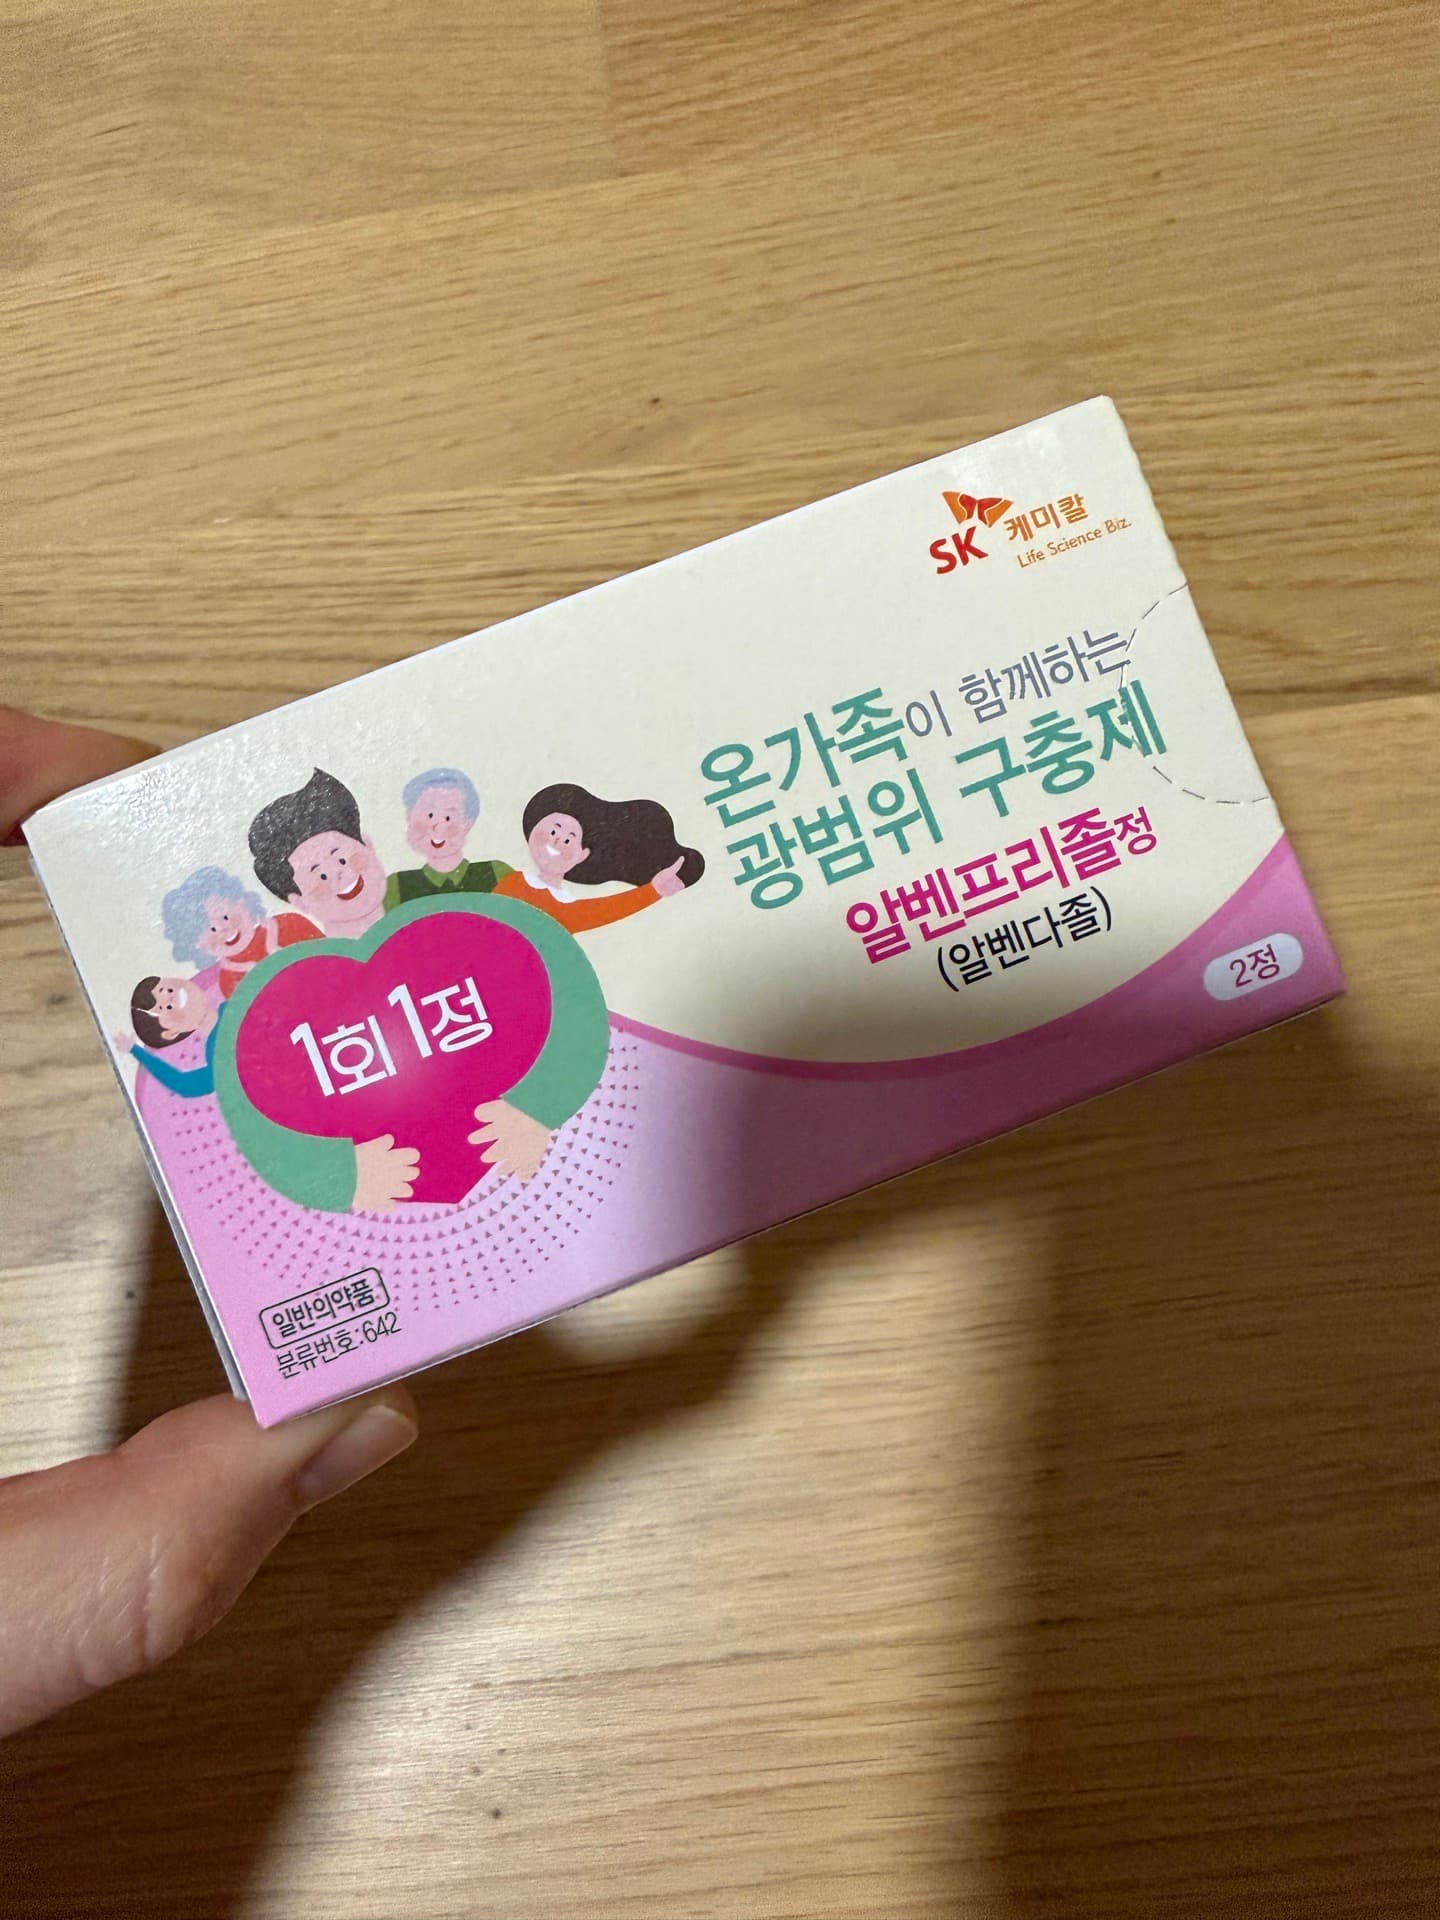 SK 케미칼
Life Science Biz.
온가족이 함께하는
광범위 구충제
알벤프리졸정
(알벤다졸)
2정
1회 1정
일반의약품
분류번호:642